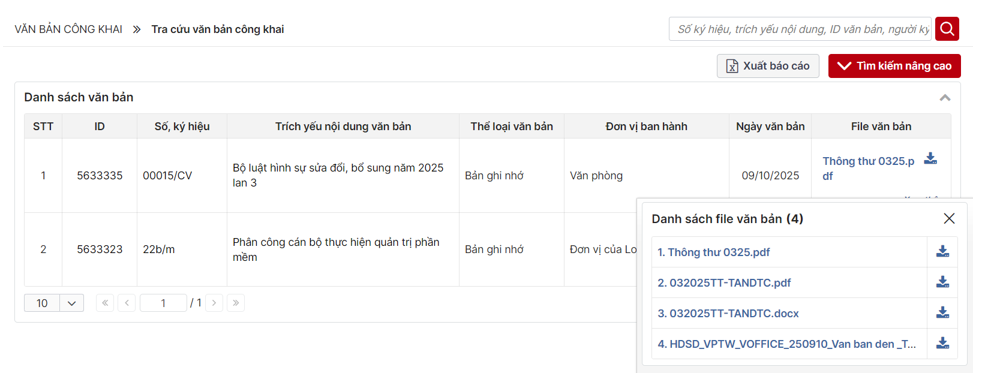 VĂN BẢN CÔNG KHAI » Tra cứu văn bản công khai
Số ký hiệu, trích yếu nội dung, ID văn bản, người ký
Xuất báo cáo
Tìm kiếm nâng cao
Danh sách văn bản
STT ID Số, ký hiệu Trích yếu nội dung văn bản Thể loại văn bản Đơn vị ban hành Ngày văn bản File văn bản
1 5633335 00015/CV Bộ luật hình sự sửa đổi, bổ sung năm 2025 Bản ghi nhớ Văn phòng 09/10/2025 Thông thư 0325.p
lan 3 df
2 5633323 22b/m Phân công cán bộ thực hiện quản trị phần Bản ghi nhớ Đơn vị của Lo
mềm
10 « ‹ 1 / 1 › »
Danh sách file văn bản (4)
1. Thông thư 0325.pdf
2. 032025TT-TANDTC.pdf
3. 032025TT-TANDTC.docx
4. HDSD_VPTW_VOFFICE_250910_Van ban den _T...